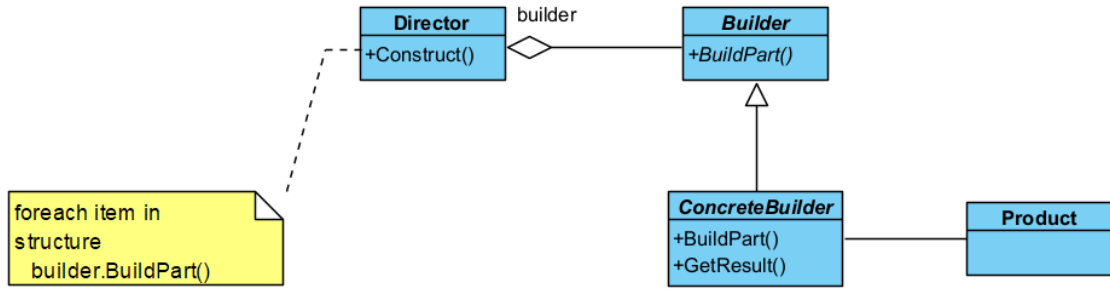 Director
+Construct()
builder
Builder
+BuildPart()
foreach item in
structure
builder.BuildPart()
ConcreteBuilder
+BuildPart()
+GetResult()
Product